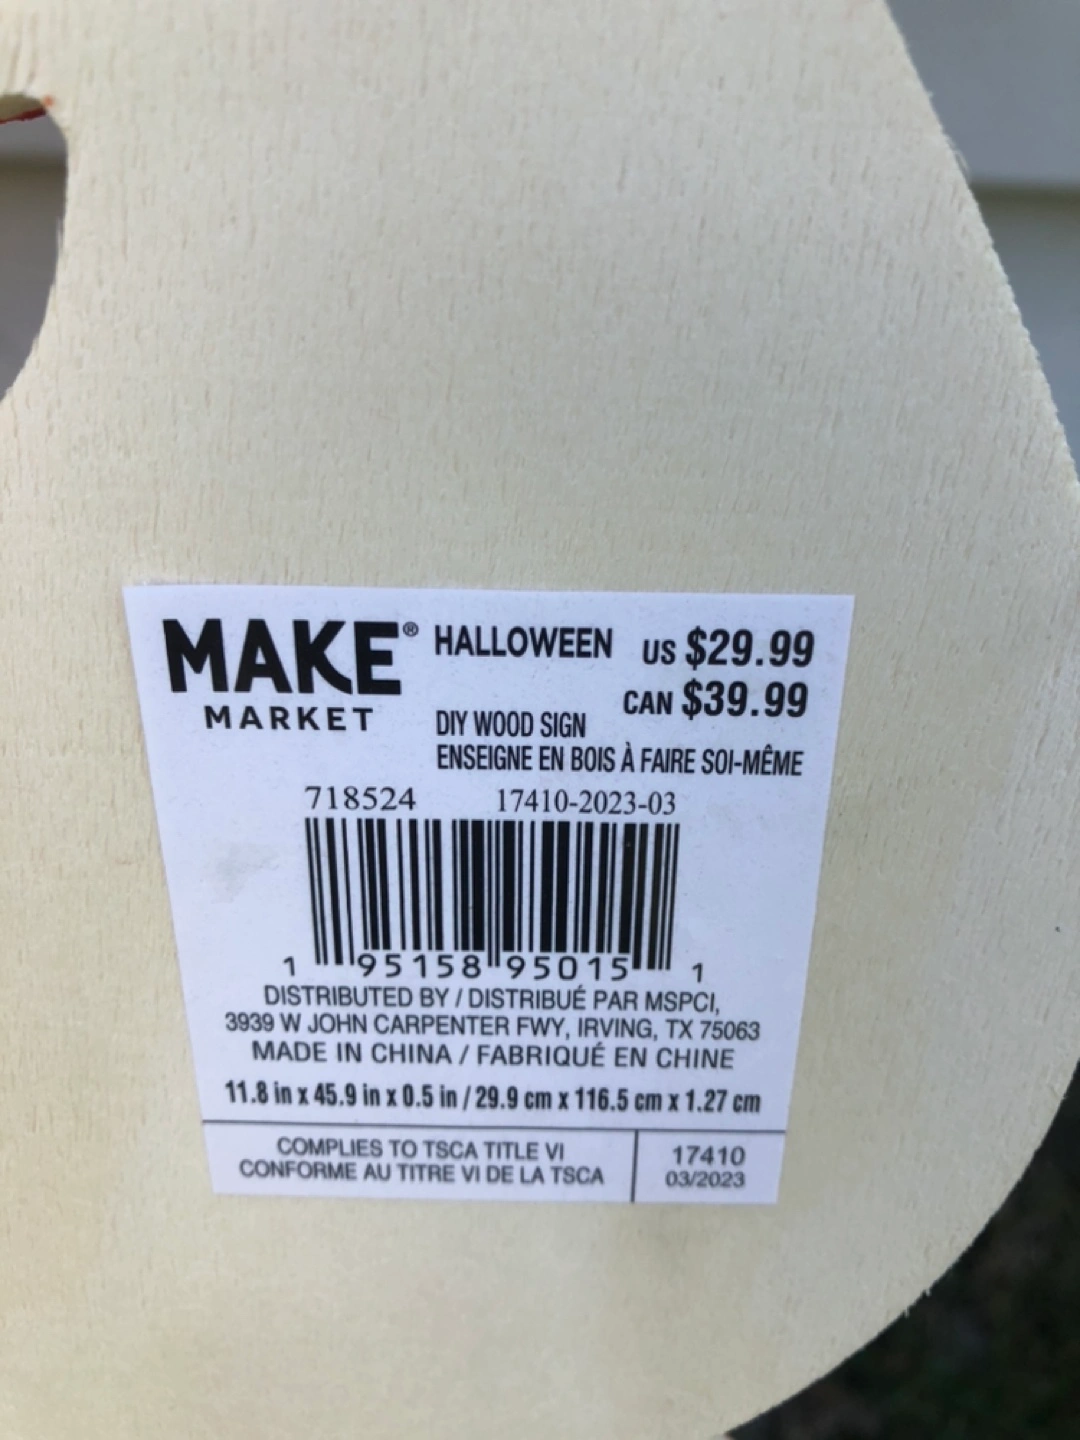 MAKE® HALLOWEEN US $29.99
MARKET CAN $39.99
DIY WOOD SIGN
ENSEIGNE EN BOIS À FAIRE SOI-MÊME
718524 17410-2023-03
1 95158 95015 1
DISTRIBUTED BY / DISTRIBUÉ PAR MSPCI,
3939 W JOHN CARPENTER FWY, IRVING, TX 75063
MADE IN CHINA / FABRIQUÉ EN CHINE
11.8 in x 45.9 in x 0.5 in / 29.9 cm x 116.5 cm x 1.27 cm
COMPLIES TO TSCA TITLE VI
CONFORME AU TITRE VI DE LA TSCA
17410
03/2023